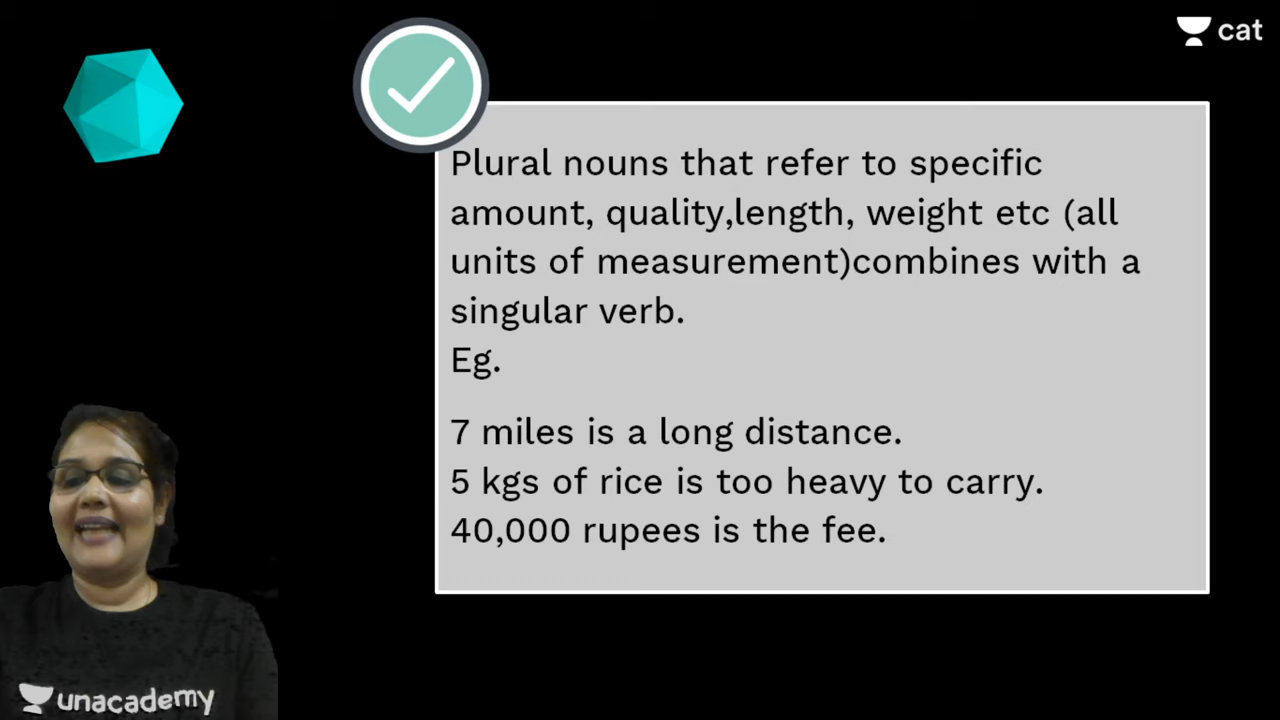 cat
Plural nouns that refer to specific
amount, quality,length, weight etc (all
units of measurement)combines with a
singular verb.
Eg.
7 miles is a long distance.
5 kgs of rice is too heavy to carry.
40,000 rupees is the fee.
unacademy